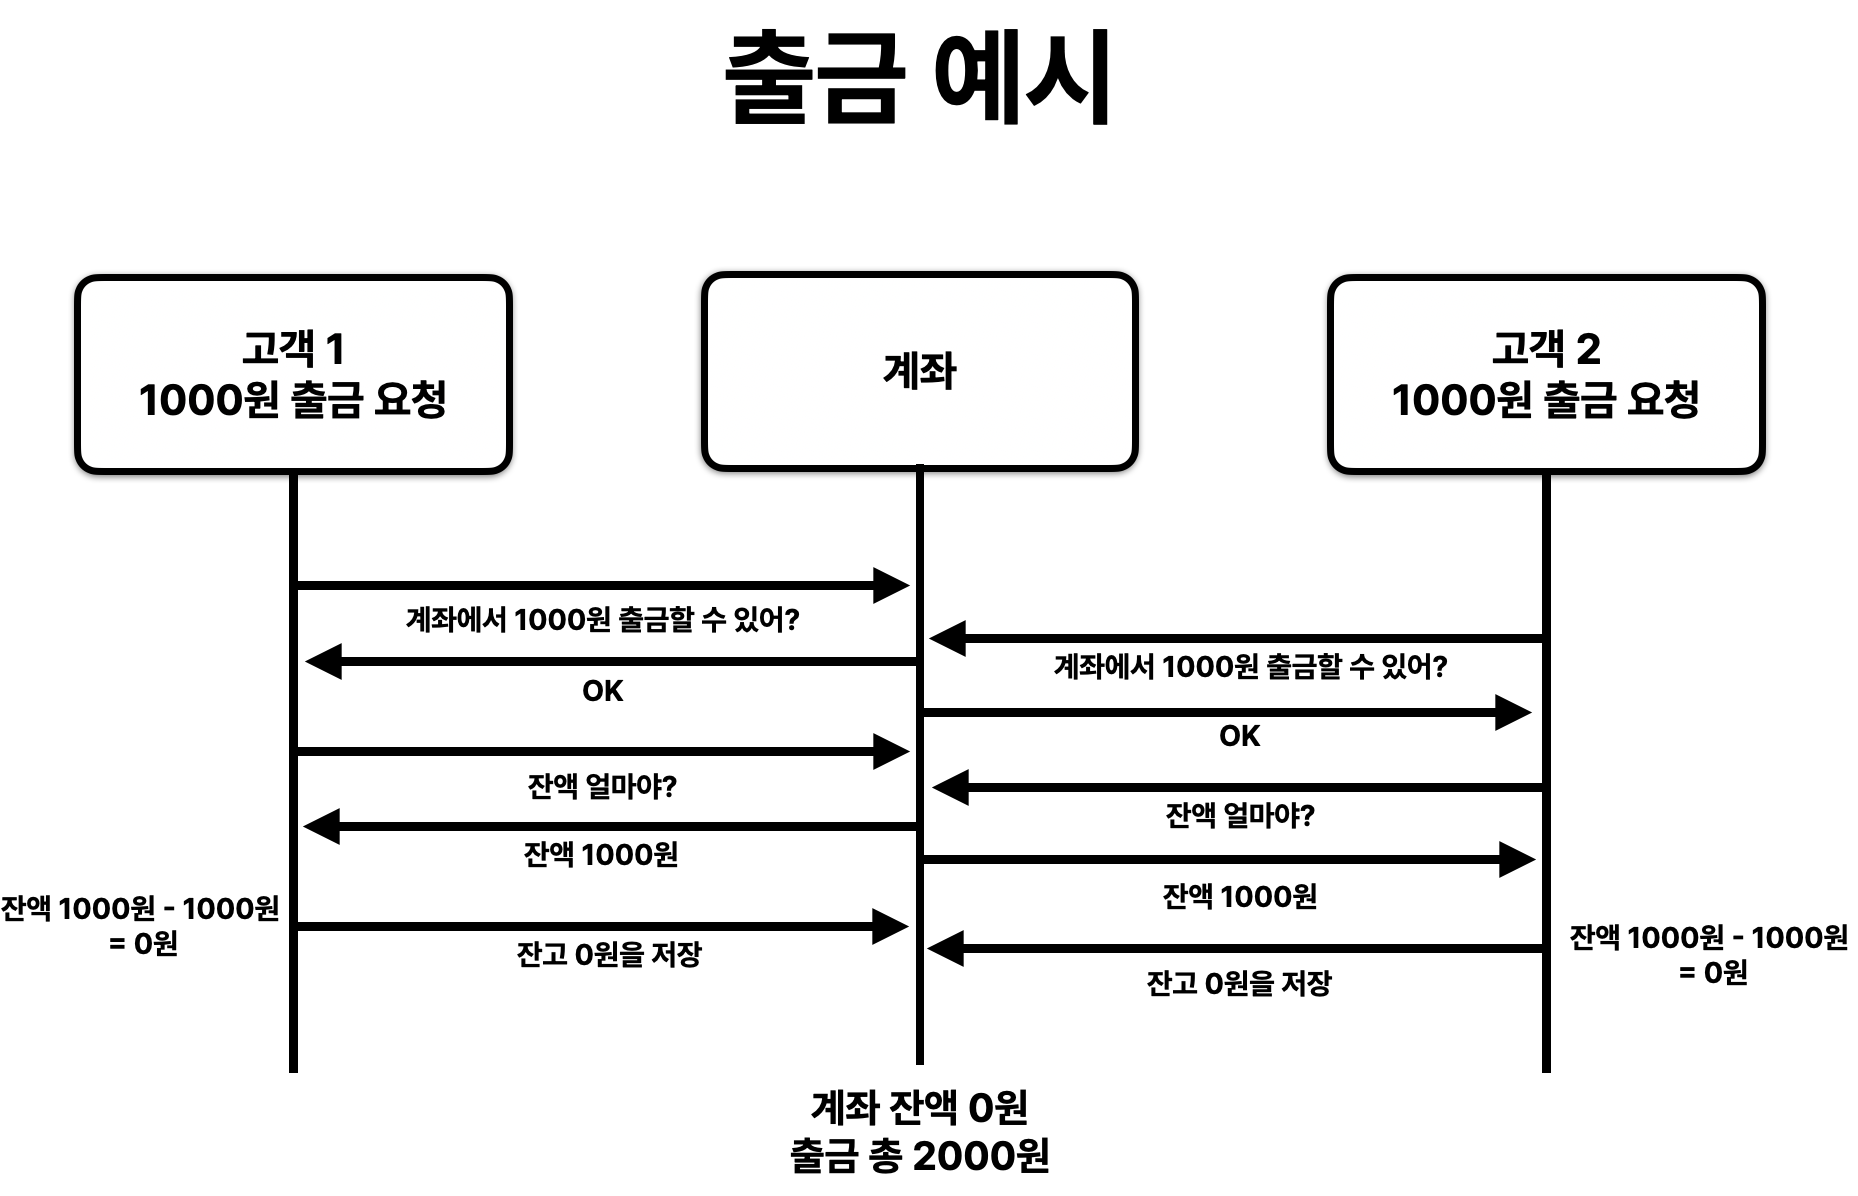 출금 예시
고객 1
1000원 출금 요청
계좌
고객 2
1000원 출금 요청
계좌에서 1000원 출금할 수 있어?
계좌에서 1000원 출금할 수 있어?
OK
OK
잔액 얼마야?
잔액 얼마야?
잔액 1000원
잔액 1000원
잔액 1000원 - 1000원
= 0원
잔고 0원을 저장
잔액 1000원 - 1000원
= 0원
잔고 0원을 저장
계좌 잔액 0원
출금 총 2000원